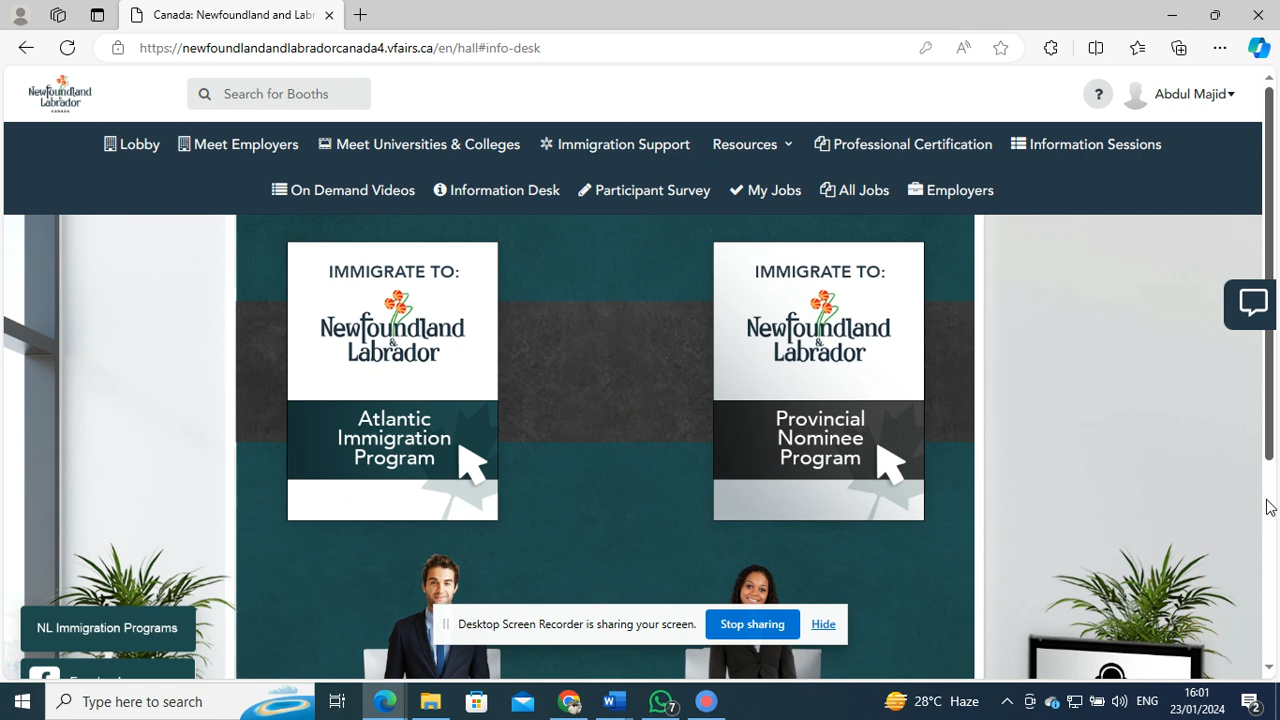 Canada: Newfoundland and Labr
https://newfoundlandandlabradorcanada4.vfairs.ca/en/hall#info-desk
Newfoundland & Labrador
CANADA
Search for Booths
?
Abdul Majid
Lobby
Meet Employers
Meet Universities & Colleges
Immigration Support
Resources
Professional Certification
Information Sessions
On Demand Videos
Information Desk
Participant Survey
My Jobs
All Jobs
Employers
IMMIGRATE TO:
Newfoundland
&
Labrador
Atlantic
Immigration
Program
IMMIGRATE TO:
Newfoundland
&
Labrador
Provincial
Nominee
Program
NL Immigration Programs
Desktop Screen Recorder is sharing your screen.
Stop sharing
Hide
Type here to search
7
28°C Haze
ENG
16:01
23/01/2024
2